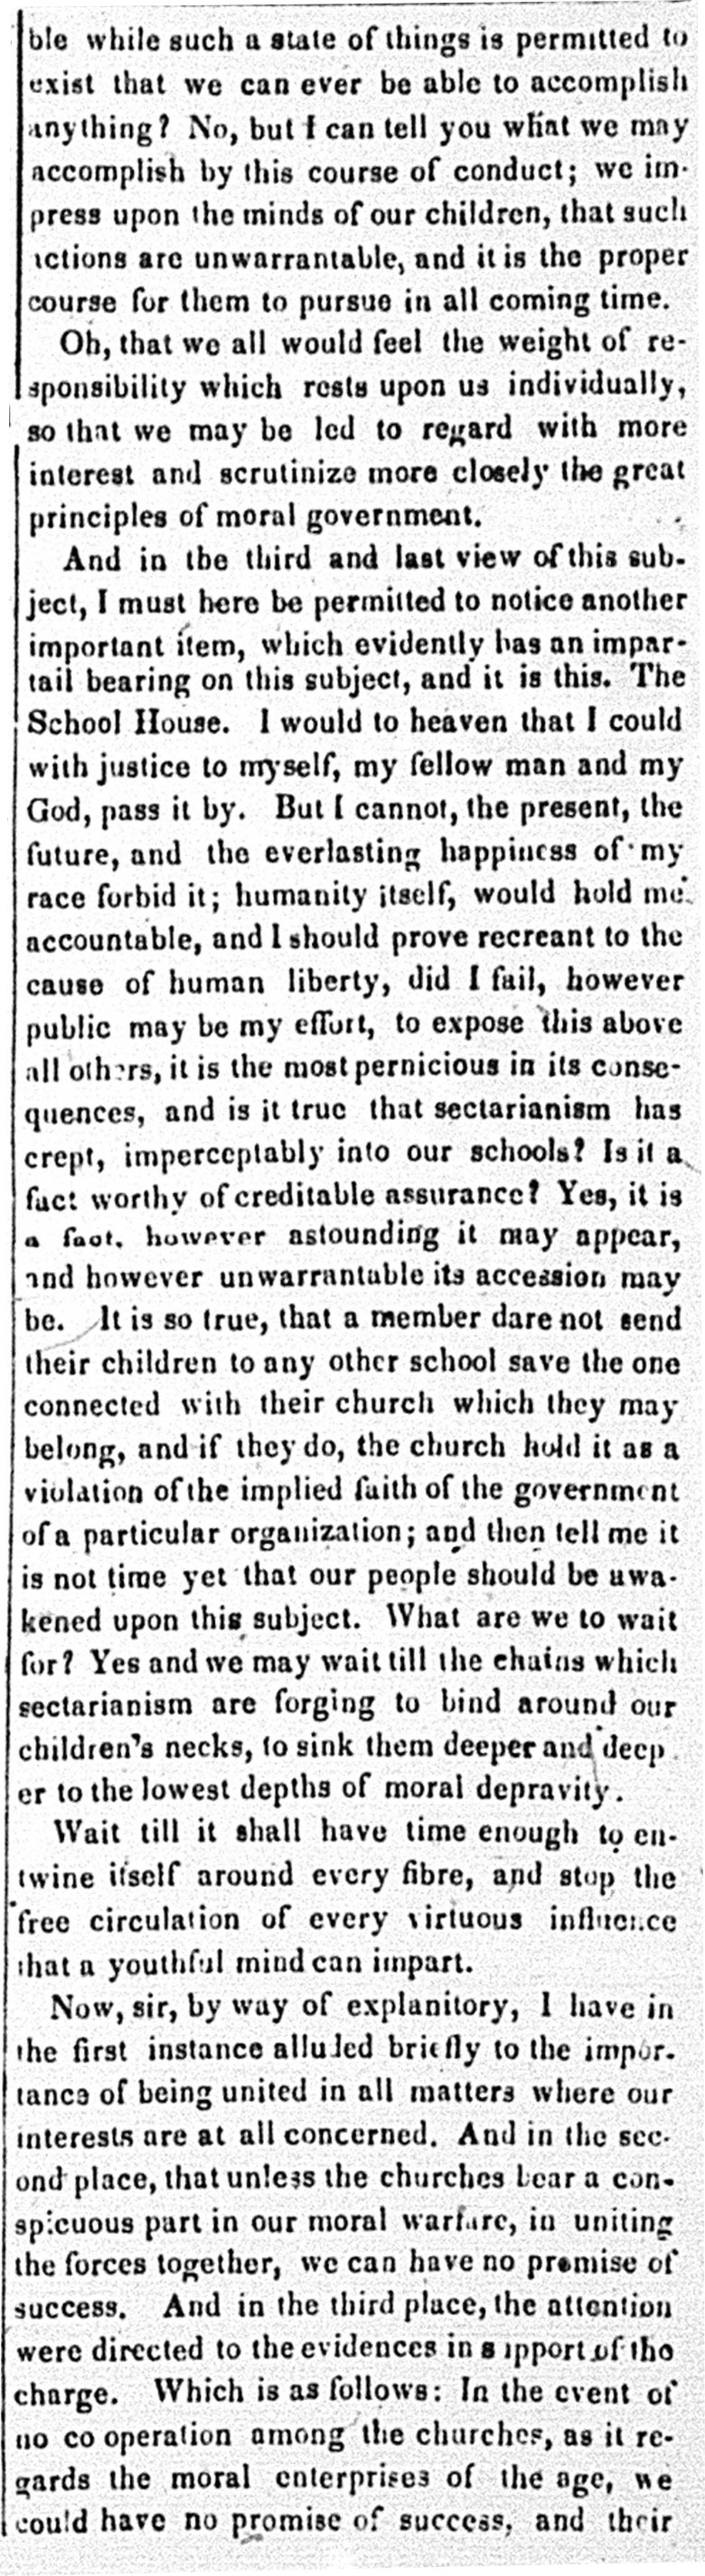 ble while such a state of things is permitted to
exist that we can ever be able to accomplish
anything? No, but I can tell you what we may
accomplish by this course of conduct; we im-
press upon the minds of our children, that such
actions are unwarrantable, and it is the proper
course for them to pursue in all coming time.
Oh, that we all would feel the weight of re-
sponsibility which rests upon us individually,
so that we may be led to regard with more
interest and scrutinize more closely the great
principles of moral government.
And in the third and last view of this sub-
ject, I must here be permitted to notice another
important item, which evidently has an impar-
tail bearing on this subject, and it is this. The
School House. I would to heaven that I could
with justice to myself, my fellow man and my
God, pass it by. But I cannot, the present, the
future, and the everlasting happiness of my
race forbid it; humanity itself, would hold me
accountable, and I should prove recreant to the
cause of human liberty, did I fail, however
public may be my effort, to expose this above
all others, it is the most pernicious in its conse-
quences, and is it true that sectarianism has
crept, imperceptably into our schools? Is it a
fact worthy of creditable assurance? Yes, it is
a fact, however astounding it may appear,
and however unwarrantable its accession may
be. It is so true, that a member dare not send
their children to any other school save the one
connected with their church which they may
belong, and if they do, the church hold it as a
violation of the implied faith of the government
of a particular organization; and then tell me it
is not time yet that our people should be awa-
kened upon this subject. What are we to wait
for? Yes and we may wait till the chains which
sectarianism are forging to bind around our
children's necks, to sink them deeper and deep
er to the lowest depths of moral depravity.
Wait till it shall have time enough to en-
twine itself around every fibre, and stop the
free circulation of every virtuous influence
that a youthful mind can impart.
Now, sir, by way of explanitory, I have in
the first instance alluded briefly to the impor-
tance of being united in all matters where our
interests are at all concerned. And in the sec-
ond place, that unless the churches bear a con-
spicuous part in our moral warfare, in uniting
the forces together, we can have no promise of
success. And in the third place, the attention
were directed to the evidences in support of the
charge. Which is as follows: In the event of
no co operation among the churches, as it re-
gards the moral enterprises of the age, we
could have no promise of success, and their